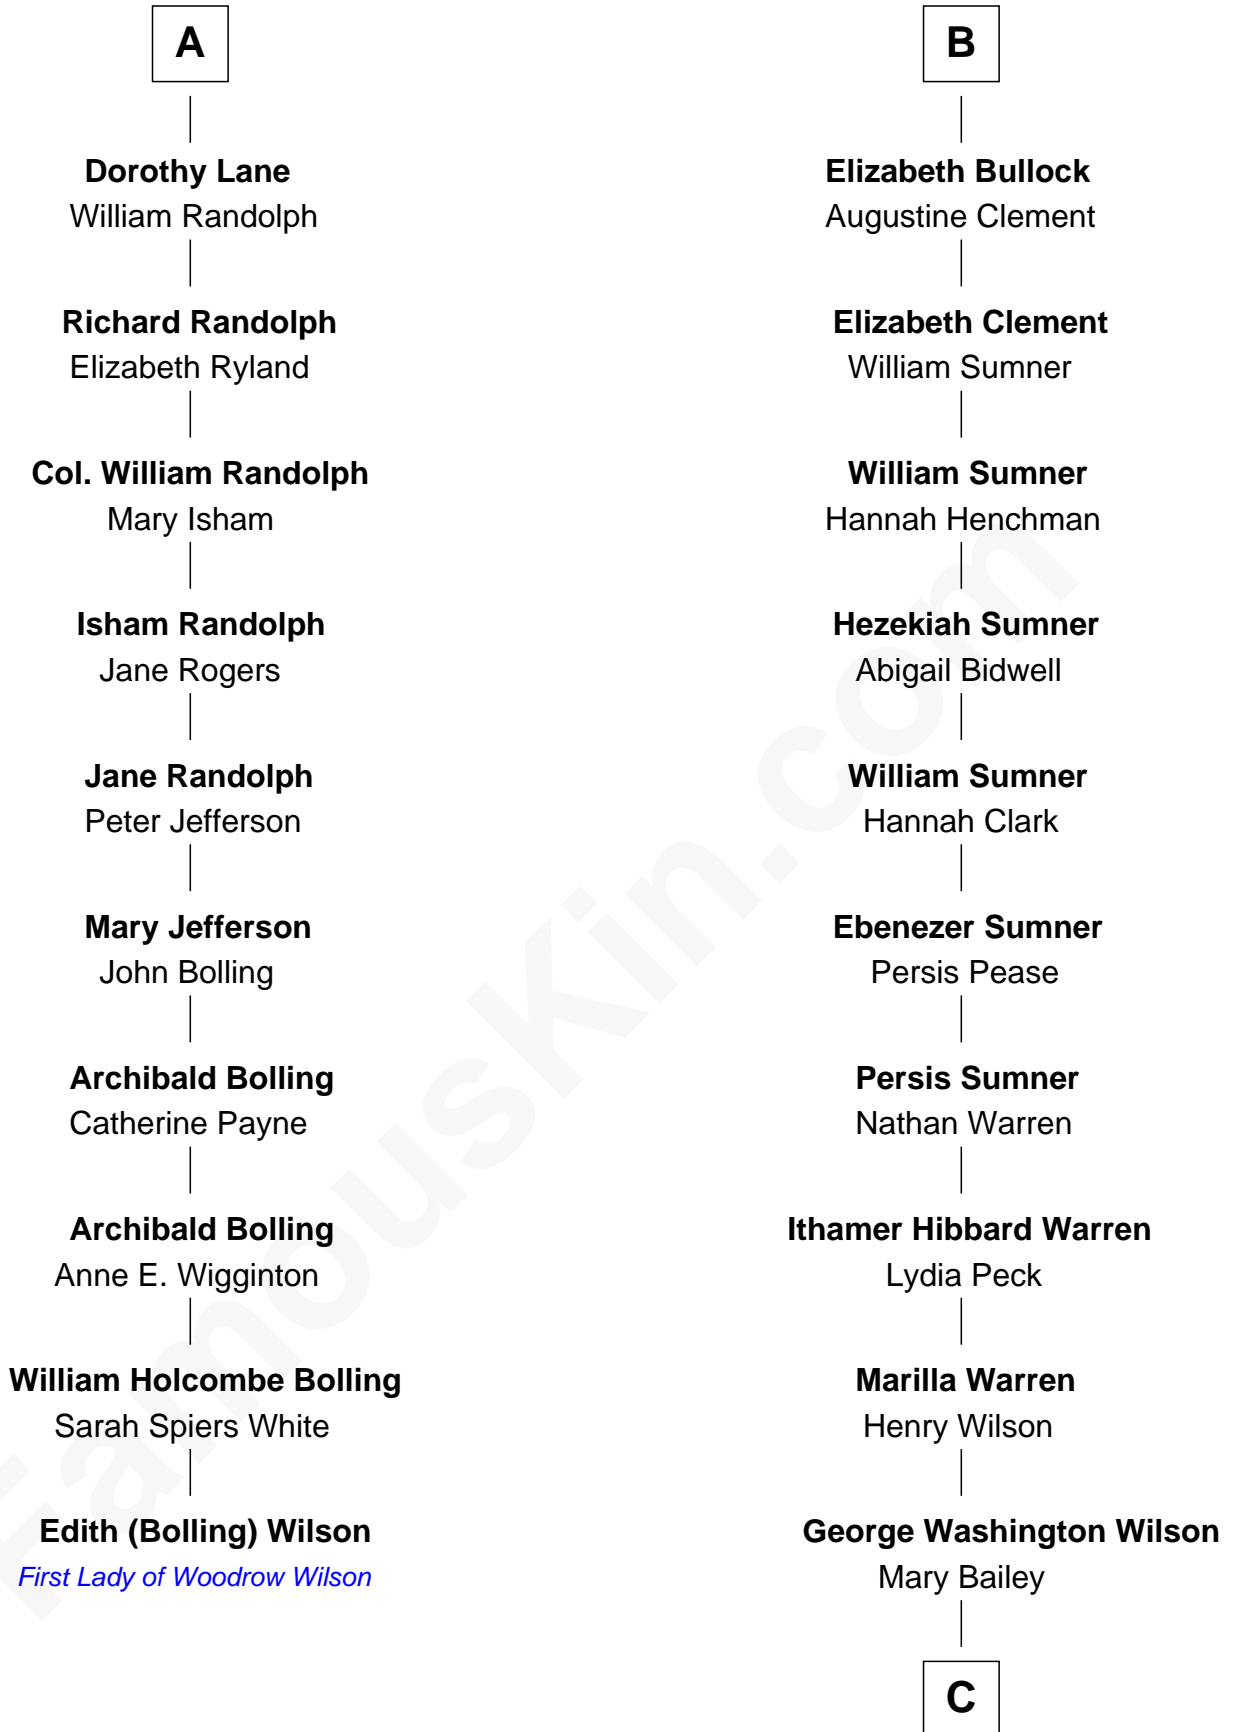 A
Dorothy Lane
William Randolph
Richard Randolph
Elizabeth Ryland
Col. William Randolph
Mary Isham
Isham Randolph
Jane Rogers
Jane Randolph
Peter Jefferson
Mary Jefferson
John Bolling
Archibald Bolling
Catherine Payne
Archibald Bolling
Anne E. Wigginton
William Holcombe Bolling
Sarah Spiers White
Edith (Bolling) Wilson
First Lady of Woodrow Wilson
B
Elizabeth Bullock
Augustine Clement
Elizabeth Clement
William Sumner
William Sumner
Hannah Henchman
Hezekiah Sumner
Abigail Bidwell
William Sumner
Hannah Clark
Ebenezer Sumner
Persis Pease
Persis Sumner
Nathan Warren
Ithamer Hibbard Warren
Lydia Peck
Marilla Warren
Henry Wilson
George Washington Wilson
Mary Bailey
C
FamousKin.com